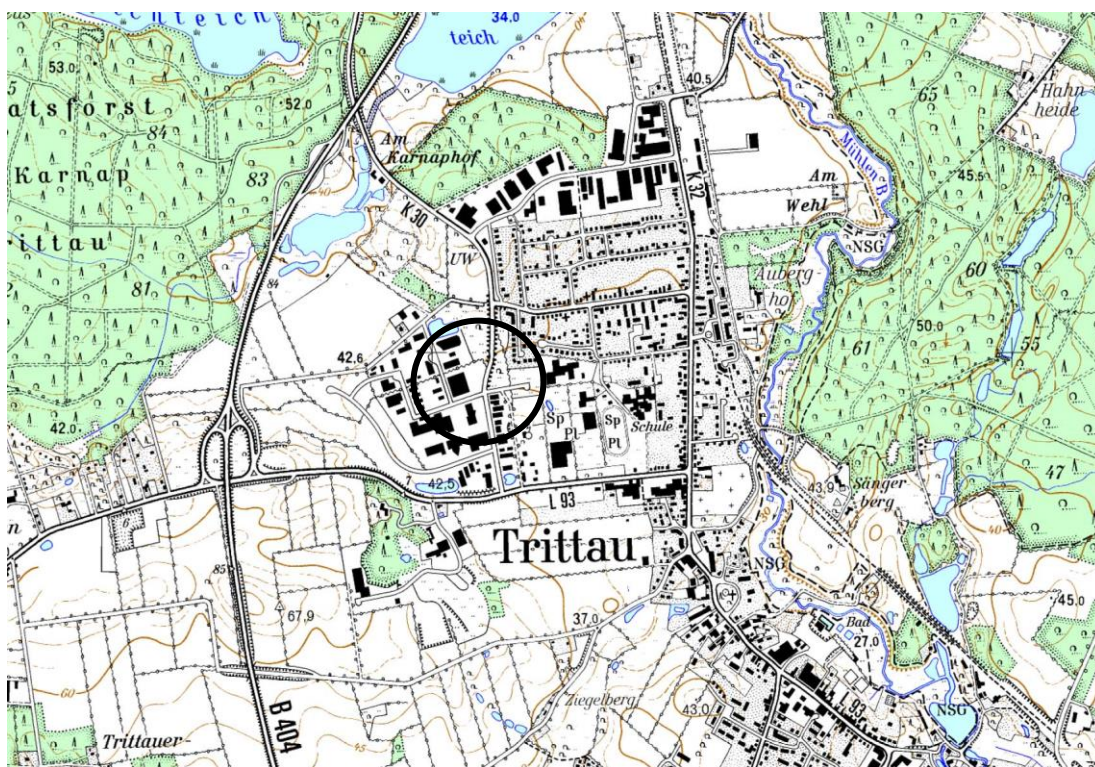 34.0
teich
53.0
atsforst
84
52.0
Karnap
83
40
Am
Karnaphof
K 30
rittau
81
84
UW
40.5
K 32
65
Hahn
heide
Mühlen B.
45.5
Am
Wehl
NSG
Auberg-
hof
60
50.0
61
55
42.6
42.0
Sp
Pl
Sp
Pl
Schule
47
42.5
L 93
43.9
Sänger
berg
40
Trittau
n
85
67.9
NSG
30
37.0
Bad
27.0
45.0
60
B 404
Ziegelberg
43.0
L 93
NSG
45
Trittauer-